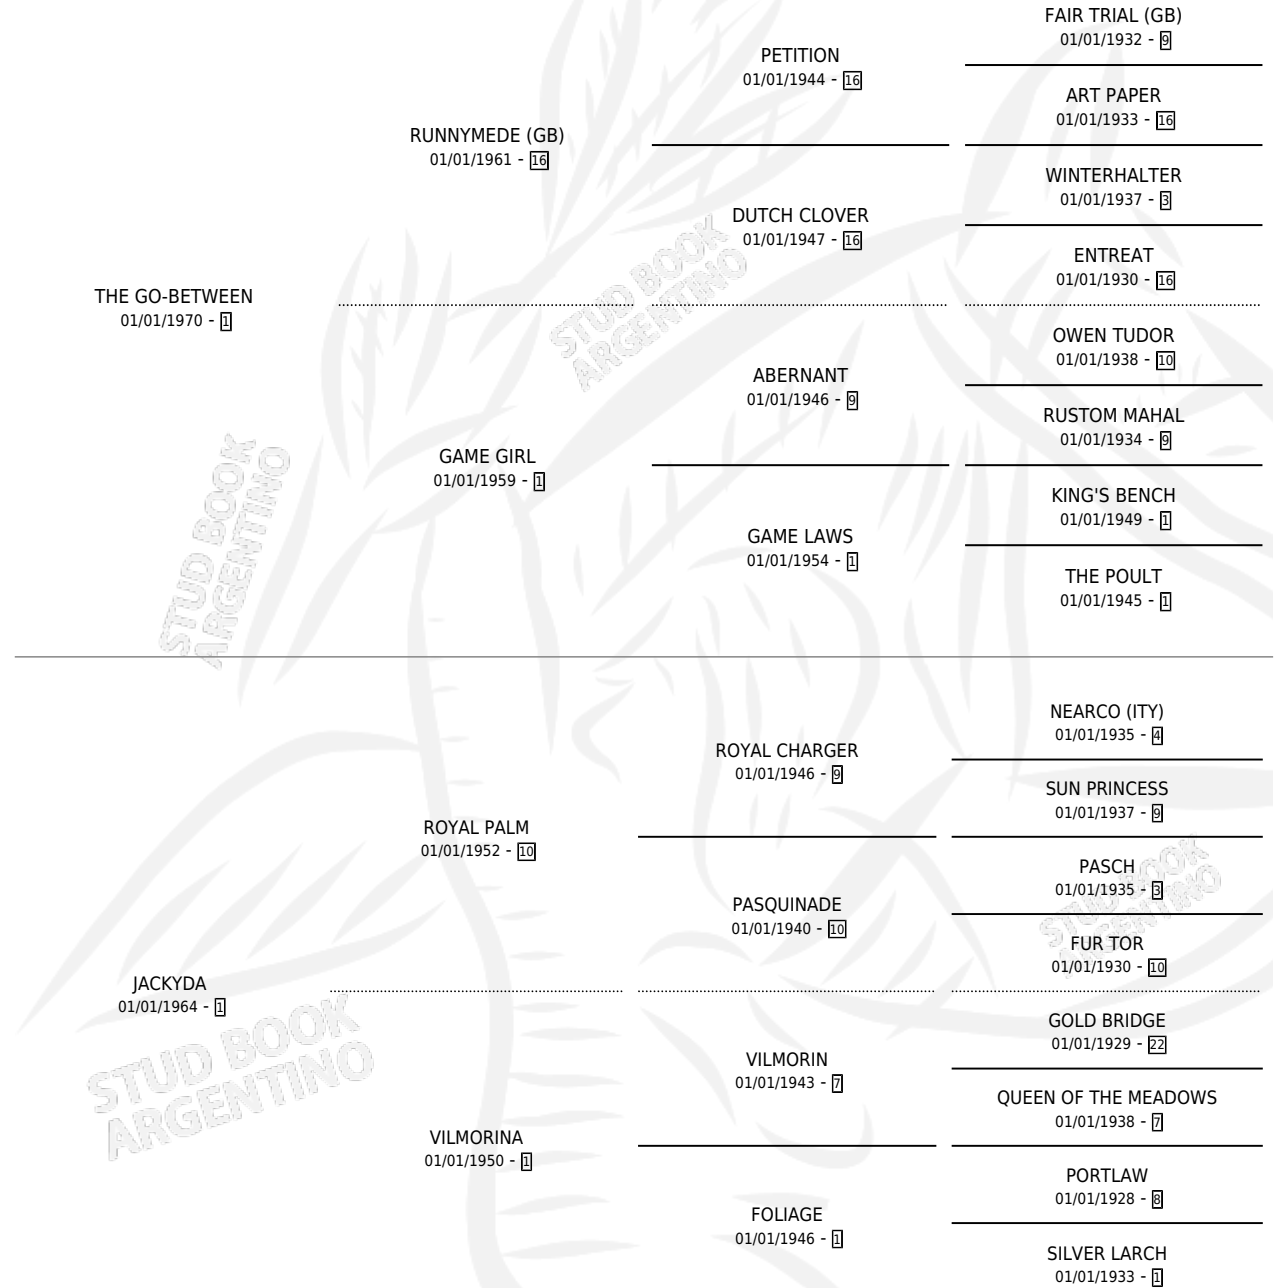 FAIR TRIAL (GB)
01/01/1932 - 9
PETITION
01/01/1944 - 16
ART PAPER
01/01/1933 - 16
RUNNYMEDE (GB)
01/01/1961 - 16
WINTERHALTER
01/01/1937 - 3
DUTCH CLOVER
01/01/1947 - 16
ENTREAT
01/01/1930 - 16
THE GO-BETWEEN
01/01/1970 - 1
STUD BOOK
ARGENTINO
OWEN TUDOR
01/01/1938 - 10
ABERNANT
01/01/1946 - 9
RUSTOM MAHAL
01/01/1934 - 9
GAME GIRL
01/01/1959 - 1
KING'S BENCH
01/01/1949 - 1
GAME LAWS
01/01/1954 - 1
THE POULT
01/01/1945 - 1
STUD BOOK
ARGENTINO
NEARCO (ITY)
01/01/1935 - 4
ROYAL CHARGER
01/01/1946 - 9
SUN PRINCESS
01/01/1937 - 9
ROYAL PALM
01/01/1952 - 10
PASCH
01/01/1935 - 3
PASQUINADE
01/01/1940 - 10
FUR TOR
01/01/1930 - 10
STUD BOOK
ARGENTINO
JACKYDA
01/01/1964 - 1
GOLD BRIDGE
01/01/1929 - 22
VILMORIN
01/01/1943 - 7
QUEEN OF THE MEADOWS
01/01/1938 - 7
STUD BOOK
ARGENTINO
VILMORINA
01/01/1950 - 1
PORTLAW
01/01/1928 - 8
FOLIAGE
01/01/1946 - 1
SILVER LARCH
01/01/1933 - 1